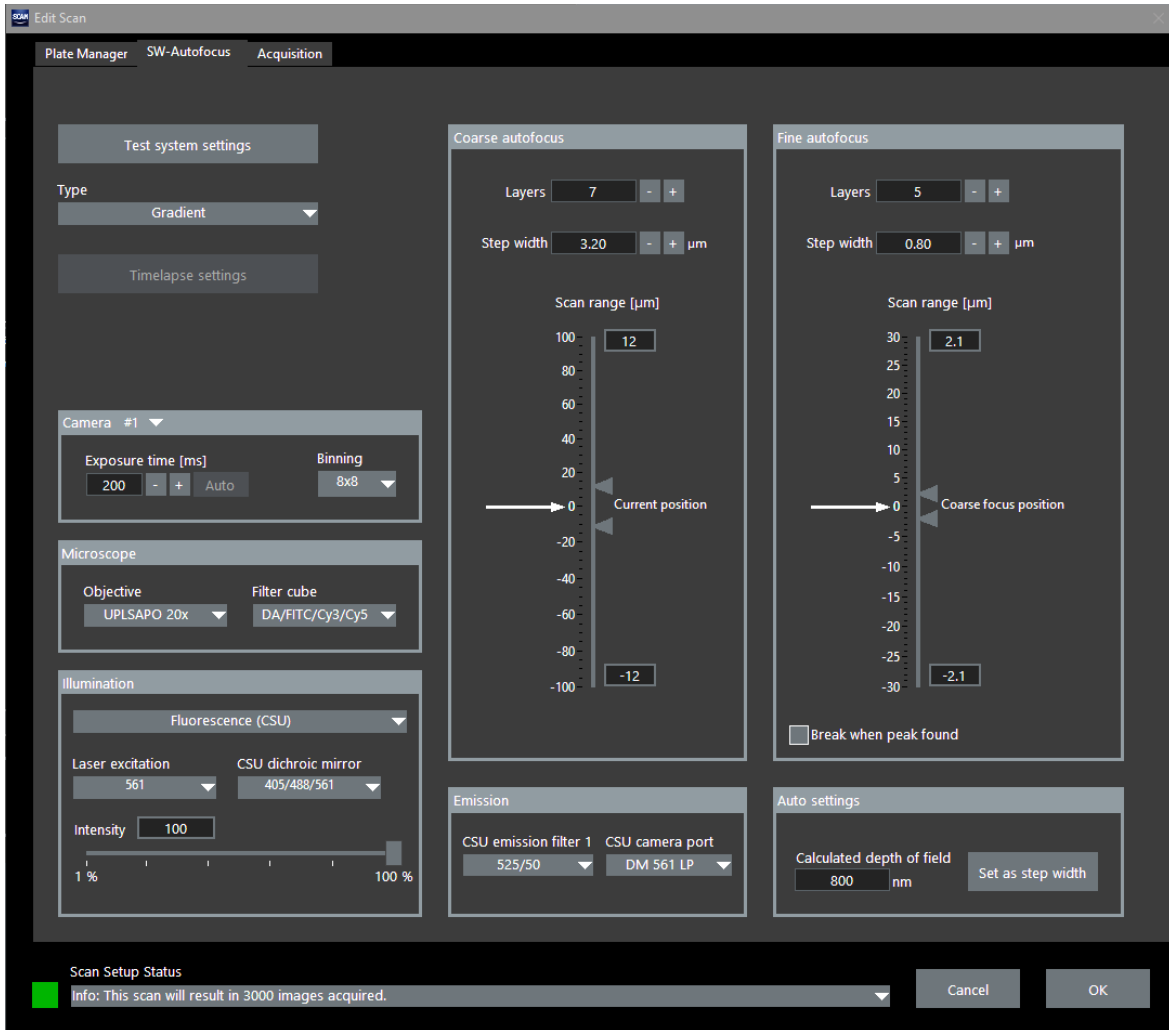 SCAN Edit Scan
Plate Manager SW-Autofocus Acquisition
Test system settings
Type
Gradient
Timelapse settings
Camera #1
Exposure time [ms] Binning
200 - + Auto 8x8
Microscope
Objective Filter cube
UPLSAPO 20x DA/FITC/Cy3/Cy5
Illumination
Fluorescence (CSU)
Laser excitation CSU dichroic mirror
561 405/488/561
Intensity 100
1 % 100 %
Coarse autofocus
Layers 7 - +
Step width 3.20 - + µm
Scan range [µm]
100 12
80
60
40
20
0 Current position
-20
-40
-60
-80
-100 -12
Fine autofocus
Layers 5 - +
Step width 0.80 - + µm
Scan range [µm]
30 2.1
25
20
15
10
5
0 Coarse focus position
-5
-10
-15
-20
-25
-30 -2.1
Break when peak found
Emission
CSU emission filter 1 CSU camera port
525/50 DM 561 LP
Auto settings
Calculated depth of field
800 nm Set as step width
Scan Setup Status
Info: This scan will result in 3000 images acquired.
Cancel OK